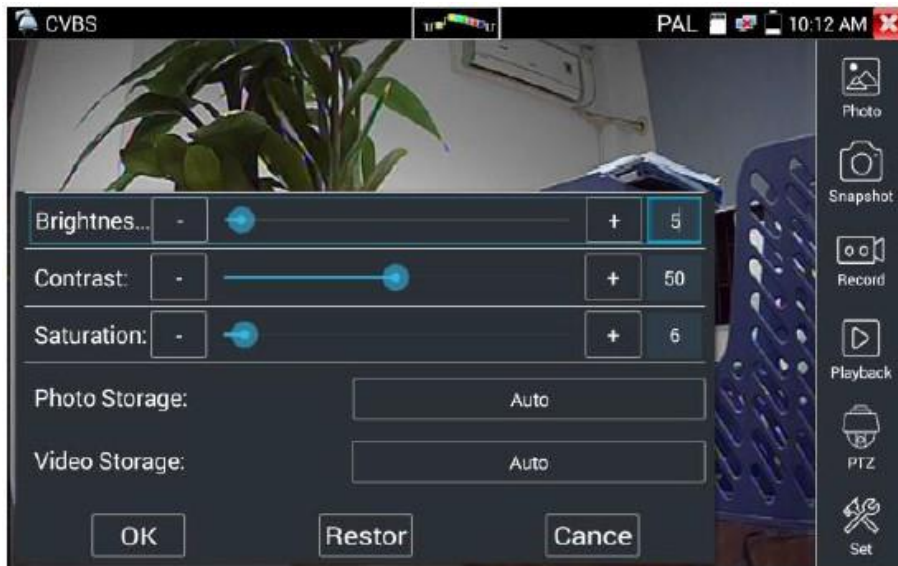 CVBS PAL 10:12 AM
Photo
Snapshot
Brightnes... - + 5
Record
Contrast: - + 50
Saturation: - + 6
Playback
Photo Storage: Auto
Video Storage: Auto
PTZ
OK Restor Cance
Set